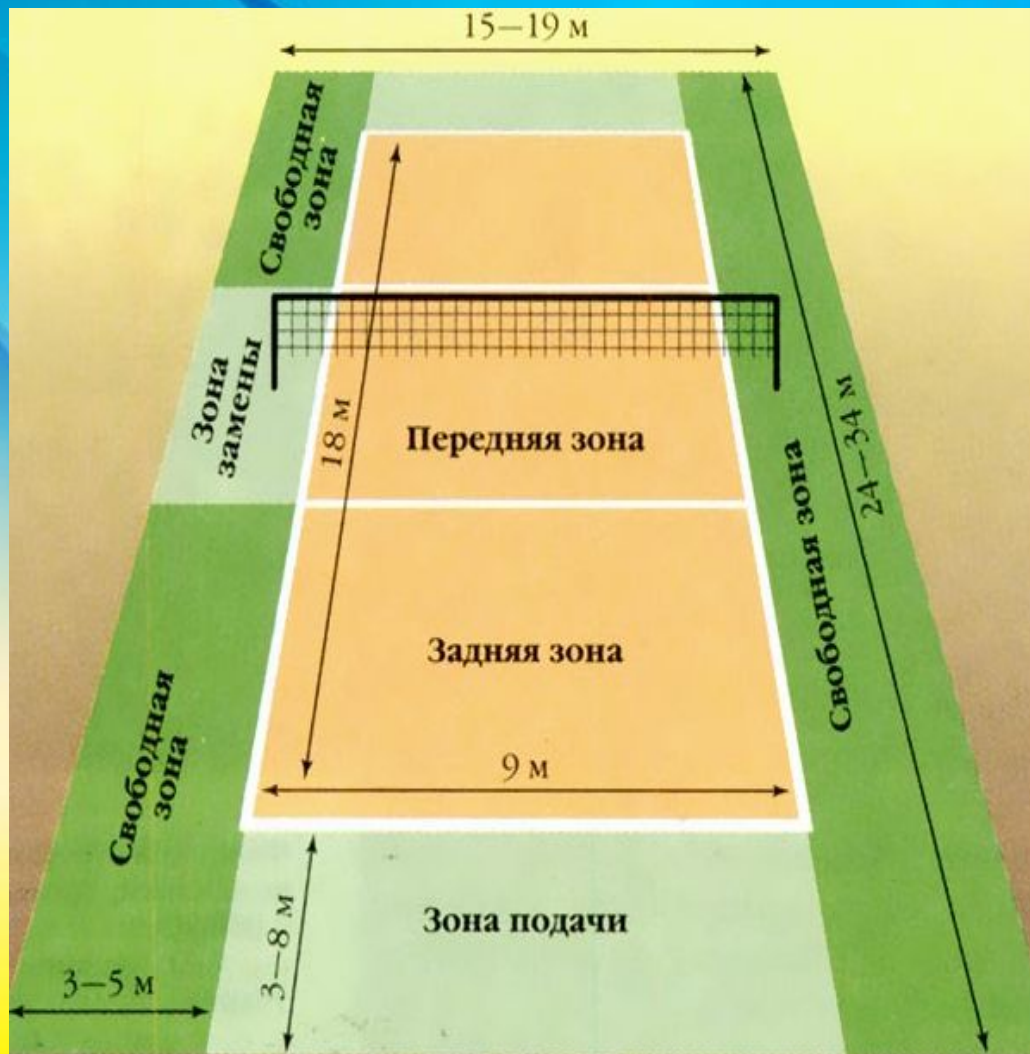 15–19 м
Свободная
зона
Зона
замены
18 м
Передняя зона
24–34 м
Свободная зона
Задняя зона
Свободная
зона
9 м
3–8 м
Зона подачи
3–5 м